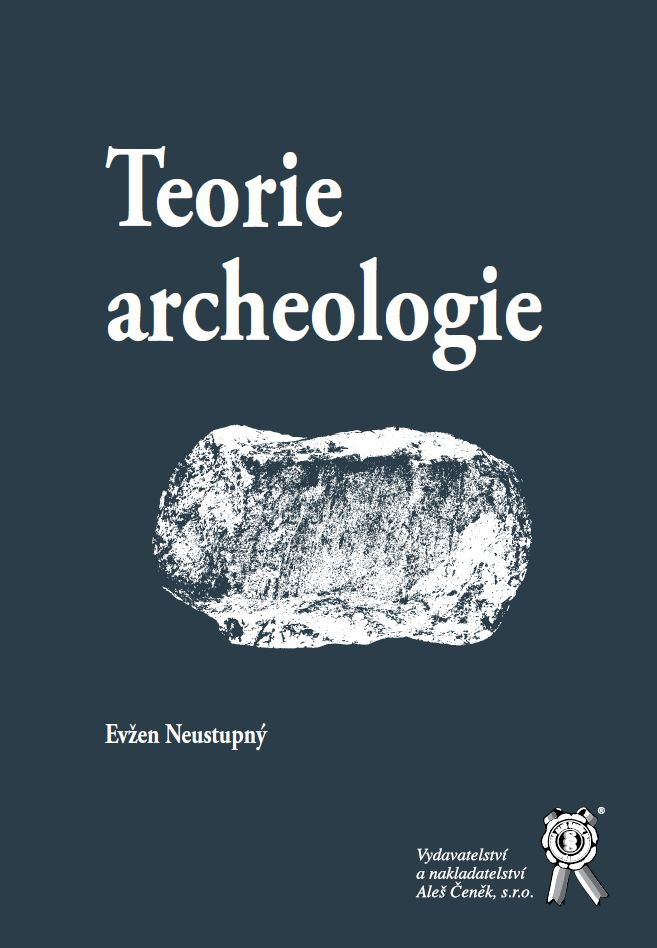 Teorie
archeologie
Evžen Neustupný
Vydavatelství
a nakladatelství
Aleš Čeněk, s.r.o.
§
®